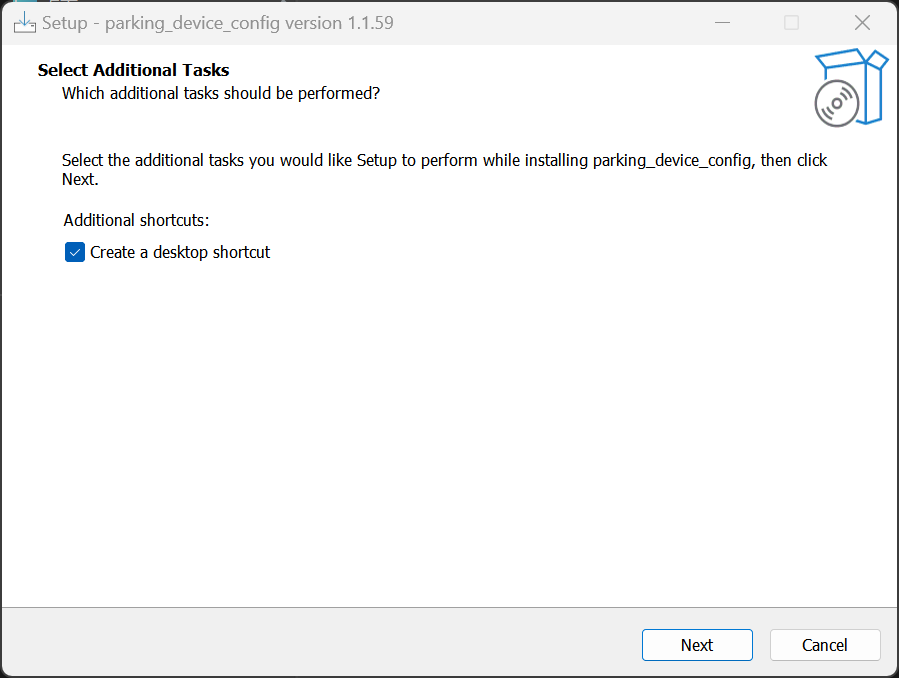 Setup - parking_device_config version 1.1.59
Select Additional Tasks
Which additional tasks should be performed?
Select the additional tasks you would like Setup to perform while installing parking_device_config, then click
Next.
Additional shortcuts:
Create a desktop shortcut
Next
Cancel